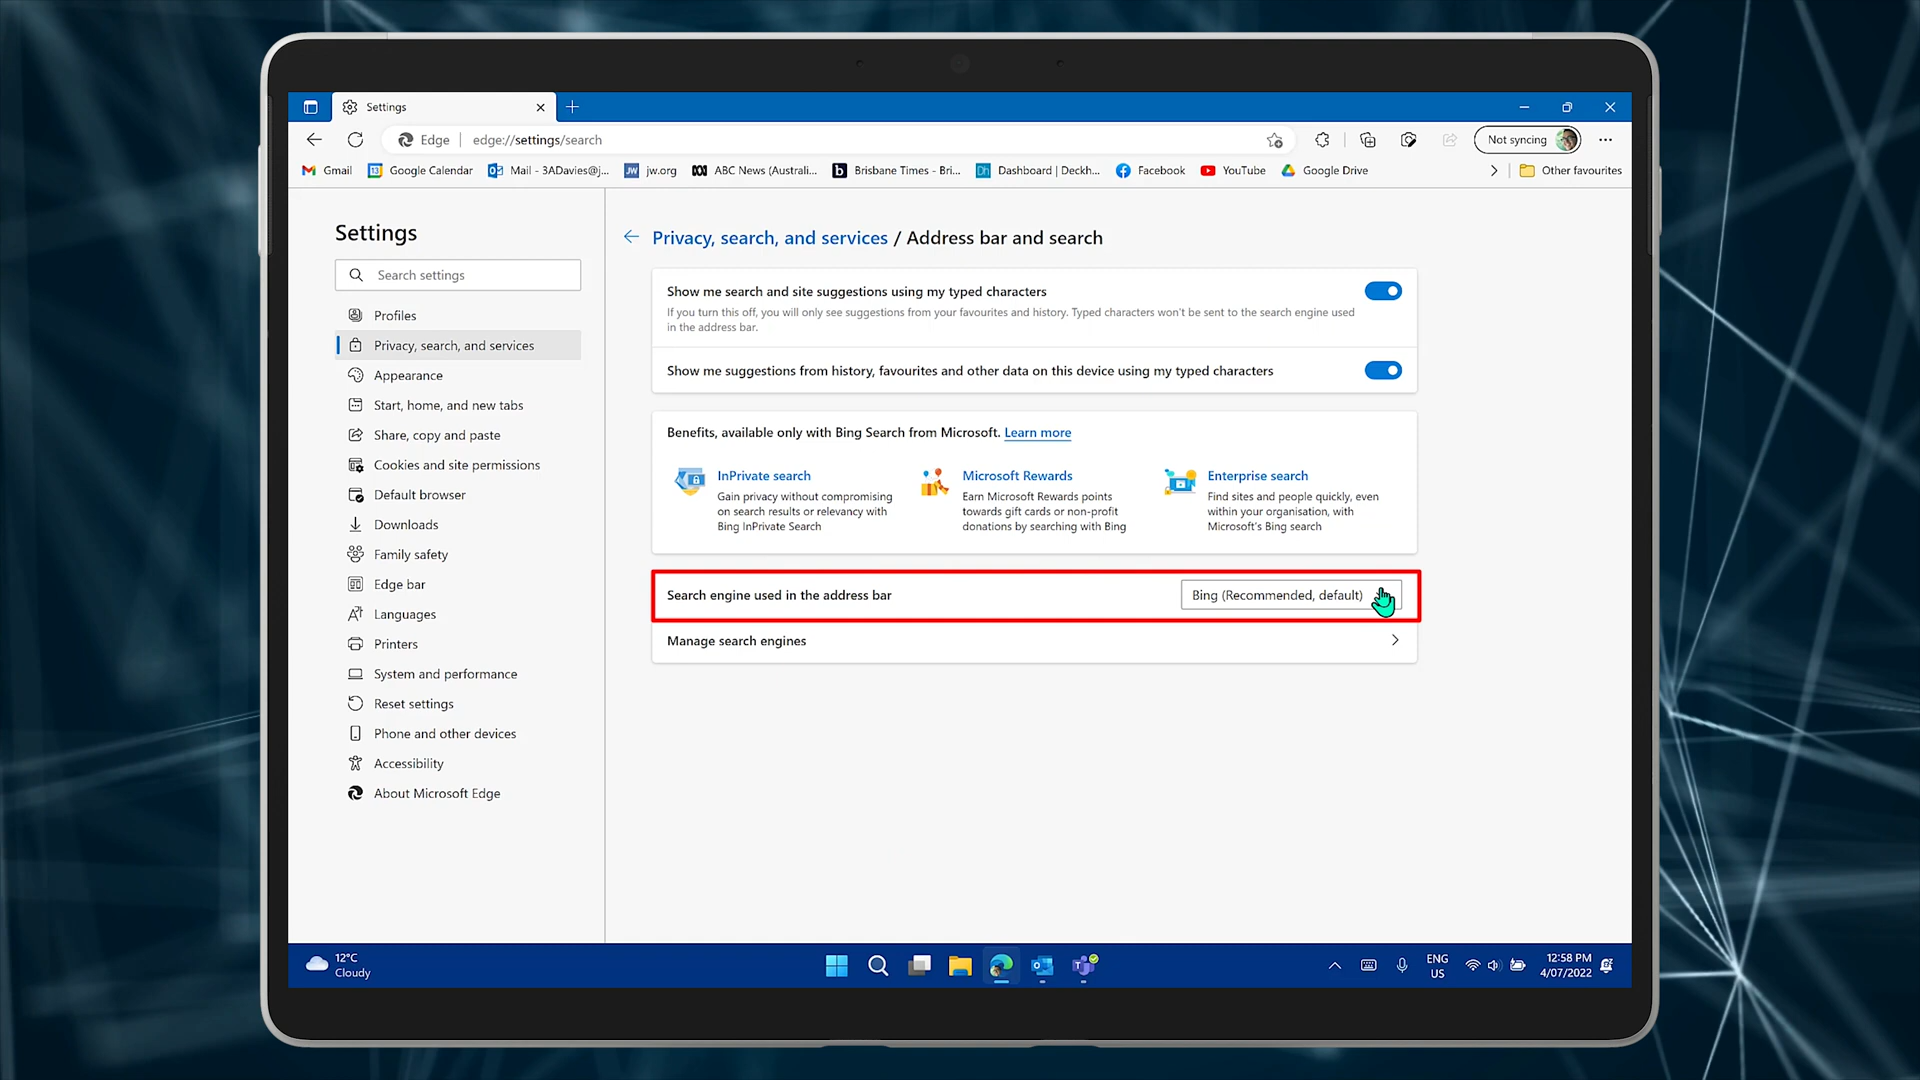 Settings
Edge
edge://settings/search
Not syncing
Gmail
Google Calendar
Mail - 3ADavies@j...
jw.org
ABC News (Australi...
Brisbane Times - Bri...
Dashboard | Deckh...
Facebook
YouTube
Google Drive
Other favourites
Settings
Search settings
Profiles
Privacy, search, and services
Appearance
Start, home, and new tabs
Share, copy and paste
Cookies and site permissions
Default browser
Downloads
Family safety
Edge bar
Languages
Printers
System and performance
Reset settings
Phone and other devices
Accessibility
About Microsoft Edge
Privacy, search, and services / Address bar and search
Show me search and site suggestions using my typed characters
If you turn this off, you will only see suggestions from your favourites and history. Typed characters won't be sent to the search engine used
in the address bar.
Show me suggestions from history, favourites and other data on this device using my typed characters
Benefits, available only with Bing Search from Microsoft. Learn more
InPrivate search
Gain privacy without compromising
on search results or relevancy with
Bing InPrivate Search
Microsoft Rewards
Earn Microsoft Rewards points
towards gift cards or non-profit
donations by searching with Bing
Enterprise search
Find sites and people quickly, even
within your organisation, with
Microsoft's Bing search
Search engine used in the address bar
Bing (Recommended, default)
Manage search engines
12°C
Cloudy
ENG
US
12:58 PM
4/07/2022